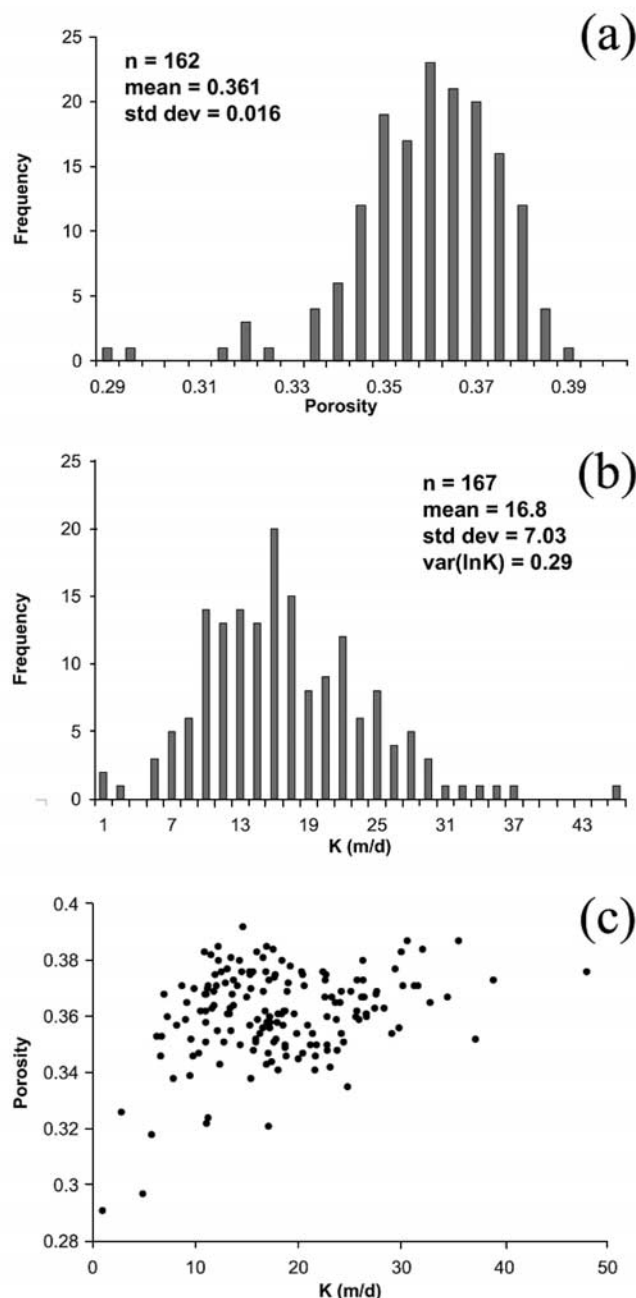 (a)
n = 162
mean = 0.361
std dev = 0.016
25
20
15
10
5
0
Frequency
0.29 0.31 0.33 0.35 0.37 0.39
Porosity
(b)
n = 167
mean = 16.8
std dev = 7.03
var(lnK) = 0.29
25
20
15
10
5
0
Frequency
1 7 13 19 25 31 37 43
K (m/d)
(c)
0.4
0.38
0.36
0.34
0.32
0.3
0.28
Porosity
0 10 20 30 40 50
K (m/d)